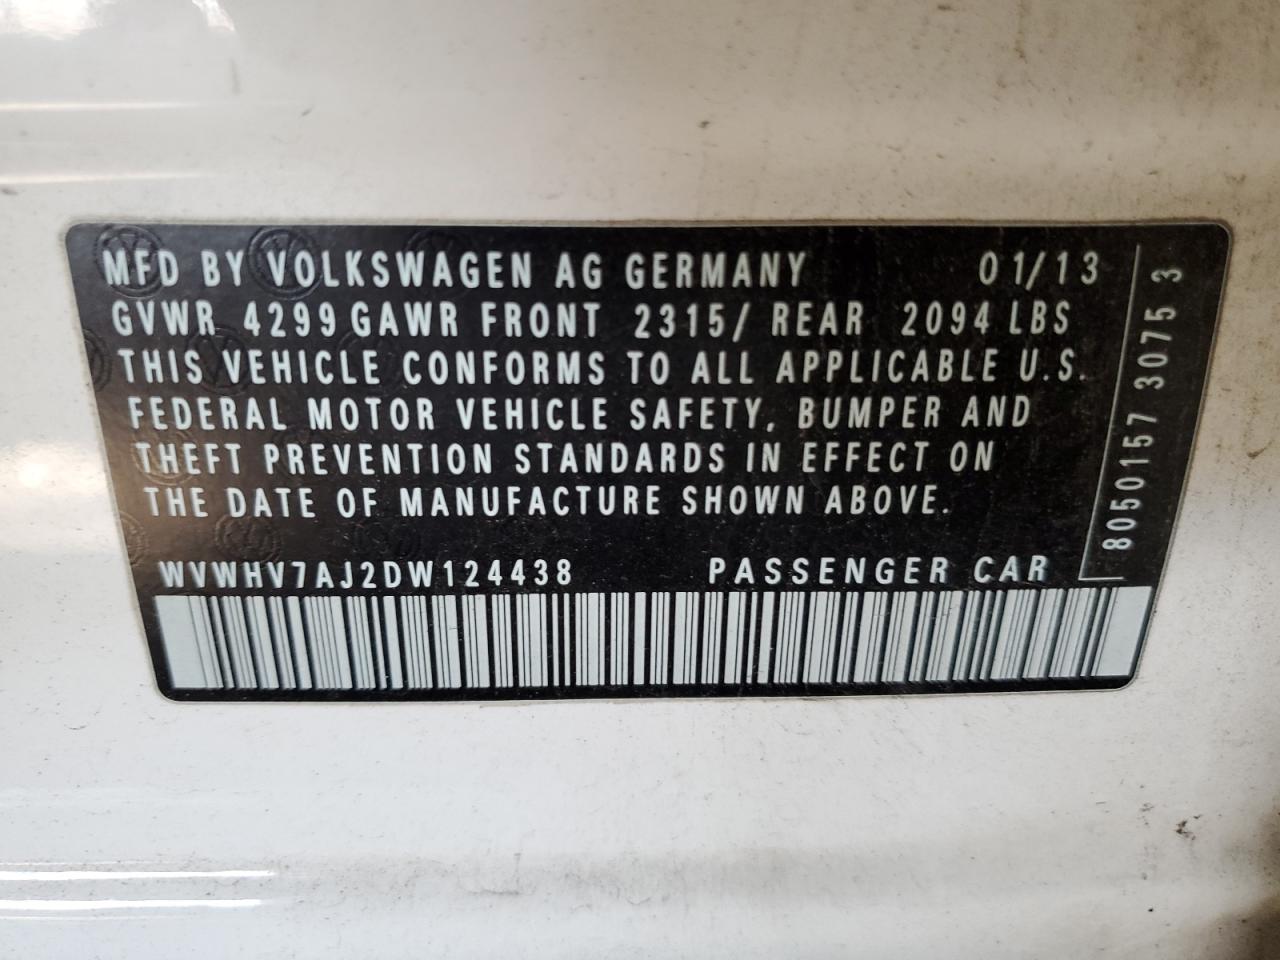 MFD BY VOLKSWAGEN AG GERMANY 01/13
GVWR 4299 GAWR FRONT 2315/ REAR 2094 LBS
THIS VEHICLE CONFORMS TO ALL APPLICABLE U.S.
FEDERAL MOTOR VEHICLE SAFETY, BUMPER AND
THEFT PREVENTION STANDARDS IN EFFECT ON
THE DATE OF MANUFACTURE SHOWN ABOVE.
WVWHV7AJ2DW124438 PASSENGER CAR
8050157 3075 3